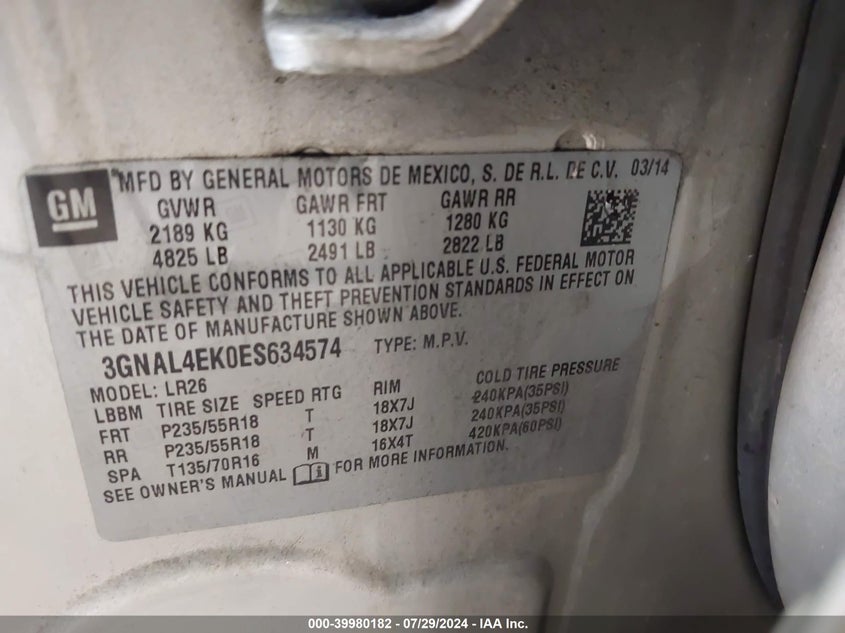 GM
MFD BY GENERAL MOTORS DE MEXICO, S. DE R.L. DE C.V. 03/14
GVWR GAWR FRT GAWR RR
2189 KG 1130 KG 1280 KG
4825 LB 2491 LB 2822 LB
THIS VEHICLE CONFORMS TO ALL APPLICABLE U.S. FEDERAL MOTOR
VEHICLE SAFETY AND THEFT PREVENTION STANDARDS IN EFFECT ON
THE DATE OF MANUFACTURE SHOWN ABOVE.
3GNAL4EK0ES634574 TYPE: M.P.V.
MODEL: LR26
LBBM TIRE SIZE SPEED RTG RIM COLD TIRE PRESSURE
FRT P235/55R18 T 18X7J 240KPA(35PSI)
RR P235/55R18 T 18X7J 240KPA(35PSI)
SPA T135/70R16 M 16X4T 420KPA(60PSI)
SEE OWNER'S MANUAL FOR MORE INFORMATION.
000-39980182 - 07/29/2024 - IAA Inc.